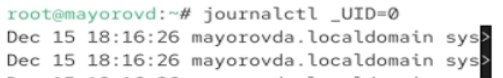 root@mayorovd:~# journalctl _UID=0
Dec 15 18:16:26 mayorovda.localdomain sys>
Dec 15 18:16:26 mayorovda.localdomain sys>